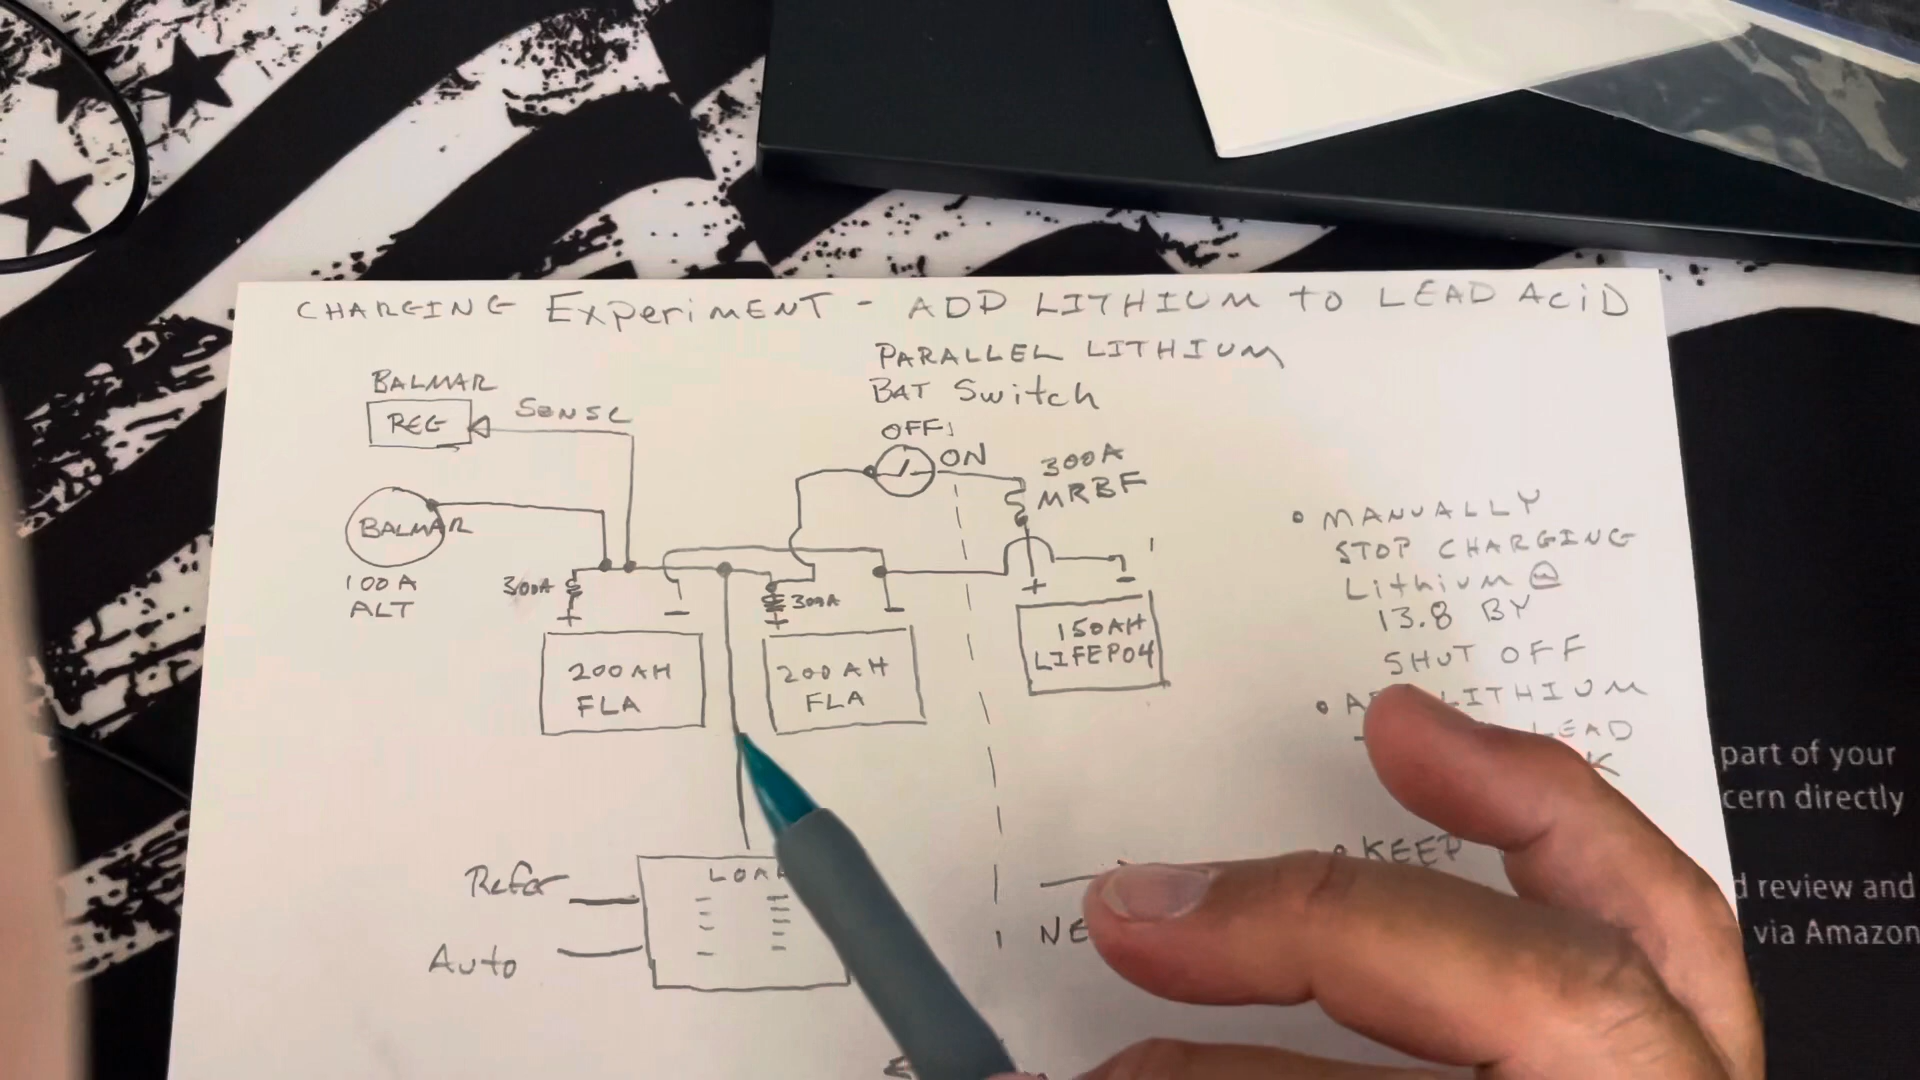 CHARGING EXPERIMENT - ADD LITHIUM TO LEAD ACID
PARALLEL LITHIUM
BAT Switch
OFF
ON
BALMAR
REG
SENSE
300A
MRBF
BALMAR
100A
ALT
300A
+
-
300A
+
-
+
-
200AH
FLA
200AH
FLA
150AH
LIFEPO4
• MANUALLY
STOP CHARGING
Lithium @
13.8 BY
SHUT OFF
• LITHIUM
LEAD
• KEEP
Refer
Auto
part of your
cern directly
d review and
via Amazon